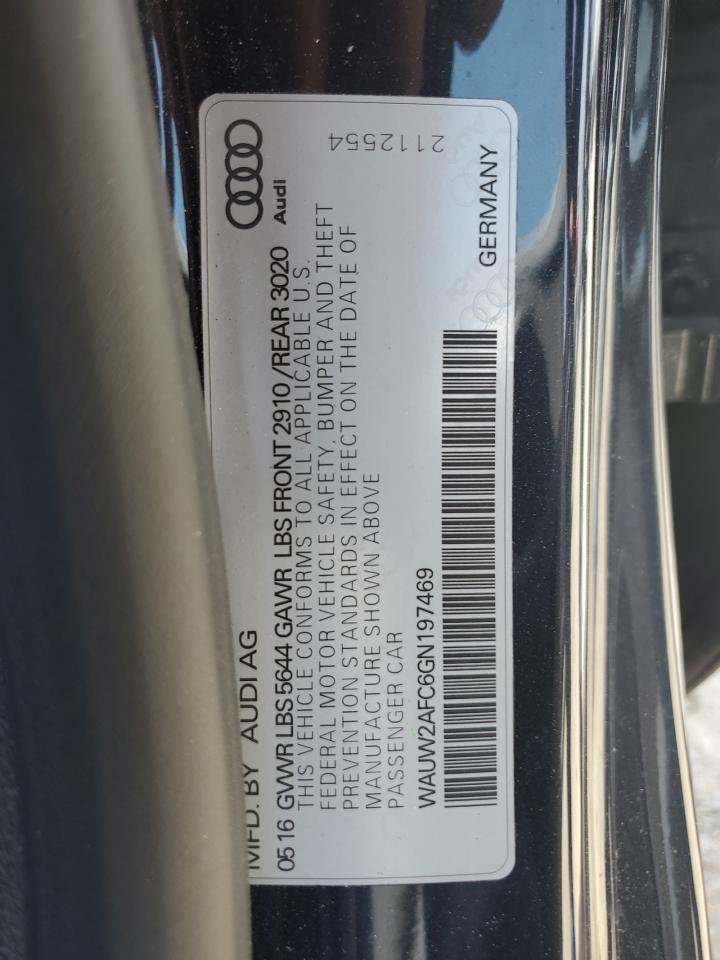 MFD. BY AUDI AG
0516 GVWR LBS 5644 GAWR LBS FRONT 2910/REAR 3020
THIS VEHICLE CONFORMS TO ALL APPLICABLE U.S.
FEDERAL MOTOR VEHICLE SAFETY, BUMPER AND THEFT
PREVENTION STANDARDS IN EFFECT ON THE DATE OF
MANUFACTURE SHOWN ABOVE
PASSENGER CAR
WAUW2AFC6GN197469
GERMANY
Audi
2112554